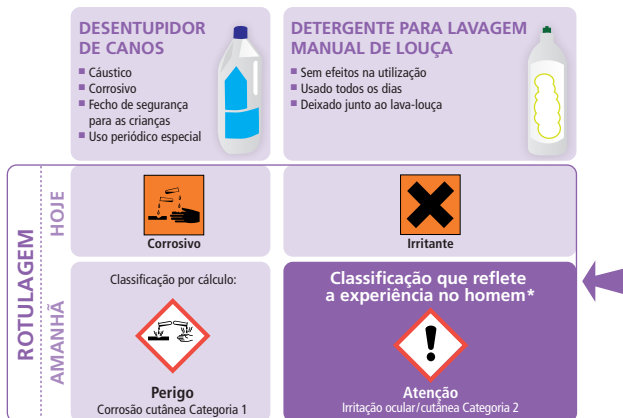 DESENTUPIDOR
DE CANOS
■ Cáustico
■ Corrosivo
■ Fecho de segurança
para as crianças
■ Uso periódico especial
DETERGENTE PARA LAVAGEM
MANUAL DE LOUÇA
■ Sem efeitos na utilização
■ Usado todos os dias
■ Deixado junto ao lava-louça
ROTULAGEM
HOJE
Corrosivo
Irritante
AMANHÃ
Classificação por cálculo:
Perigo
Corrosão cutânea Categoria 1
Classificação que reflete
a experiência no homem*
Atenção
Irritação ocular/cutânea Categoria 2